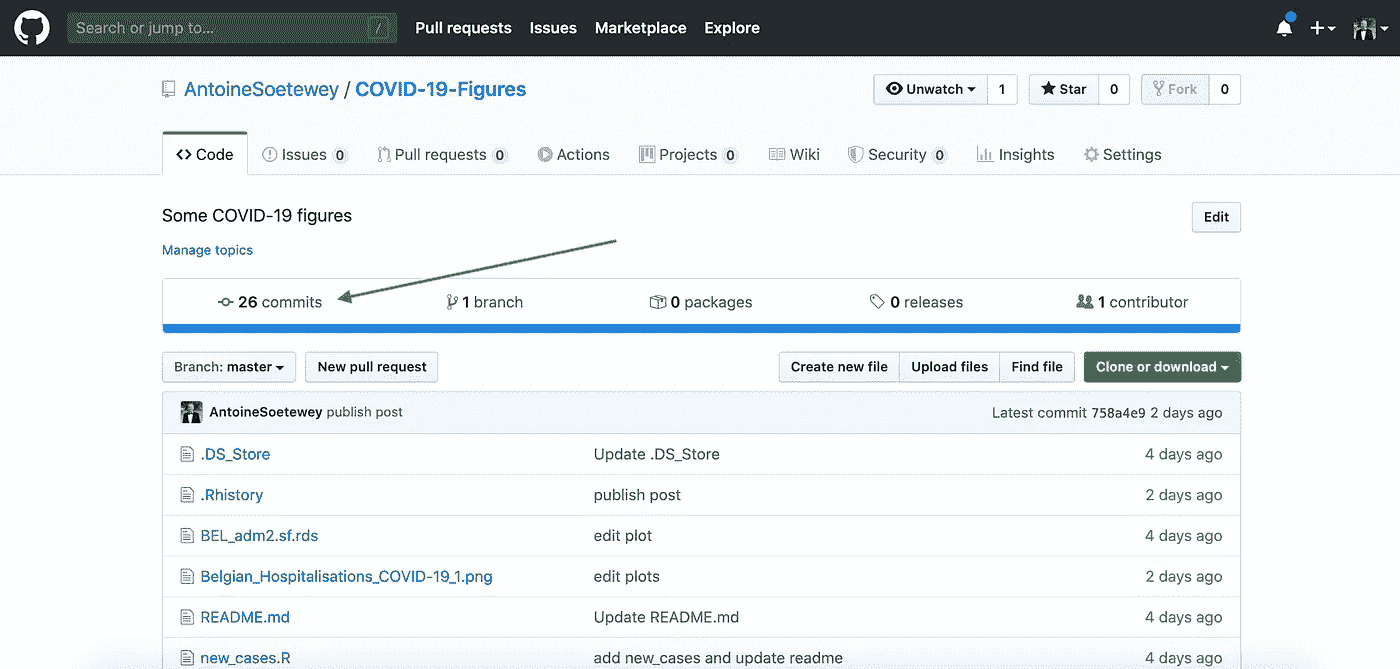 Search or jump to... / Pull requests Issues Marketplace Explore
AntoineSoetewey / COVID-19-Figures Unwatch 1 Star 0 Fork 0
Code Issues 0 Pull requests 0 Actions Projects 0 Wiki Security 0 Insights Settings
Some COVID-19 figures Edit
Manage topics
26 commits 1 branch 0 packages 0 releases 1 contributor
Branch: master New pull request Create new file Upload files Find file Clone or download
AntoineSoetewey publish post Latest commit 758a4e9 2 days ago
.DS_Store Update .DS_Store 4 days ago
.Rhistory publish post 2 days ago
BEL_adm2.sf.rds edit plot 4 days ago
Belgian_Hospitalisations_COVID-19_1.png edit plots 2 days ago
README.md Update README.md 4 days ago
new_cases.R add new_cases and update readme 4 days ago